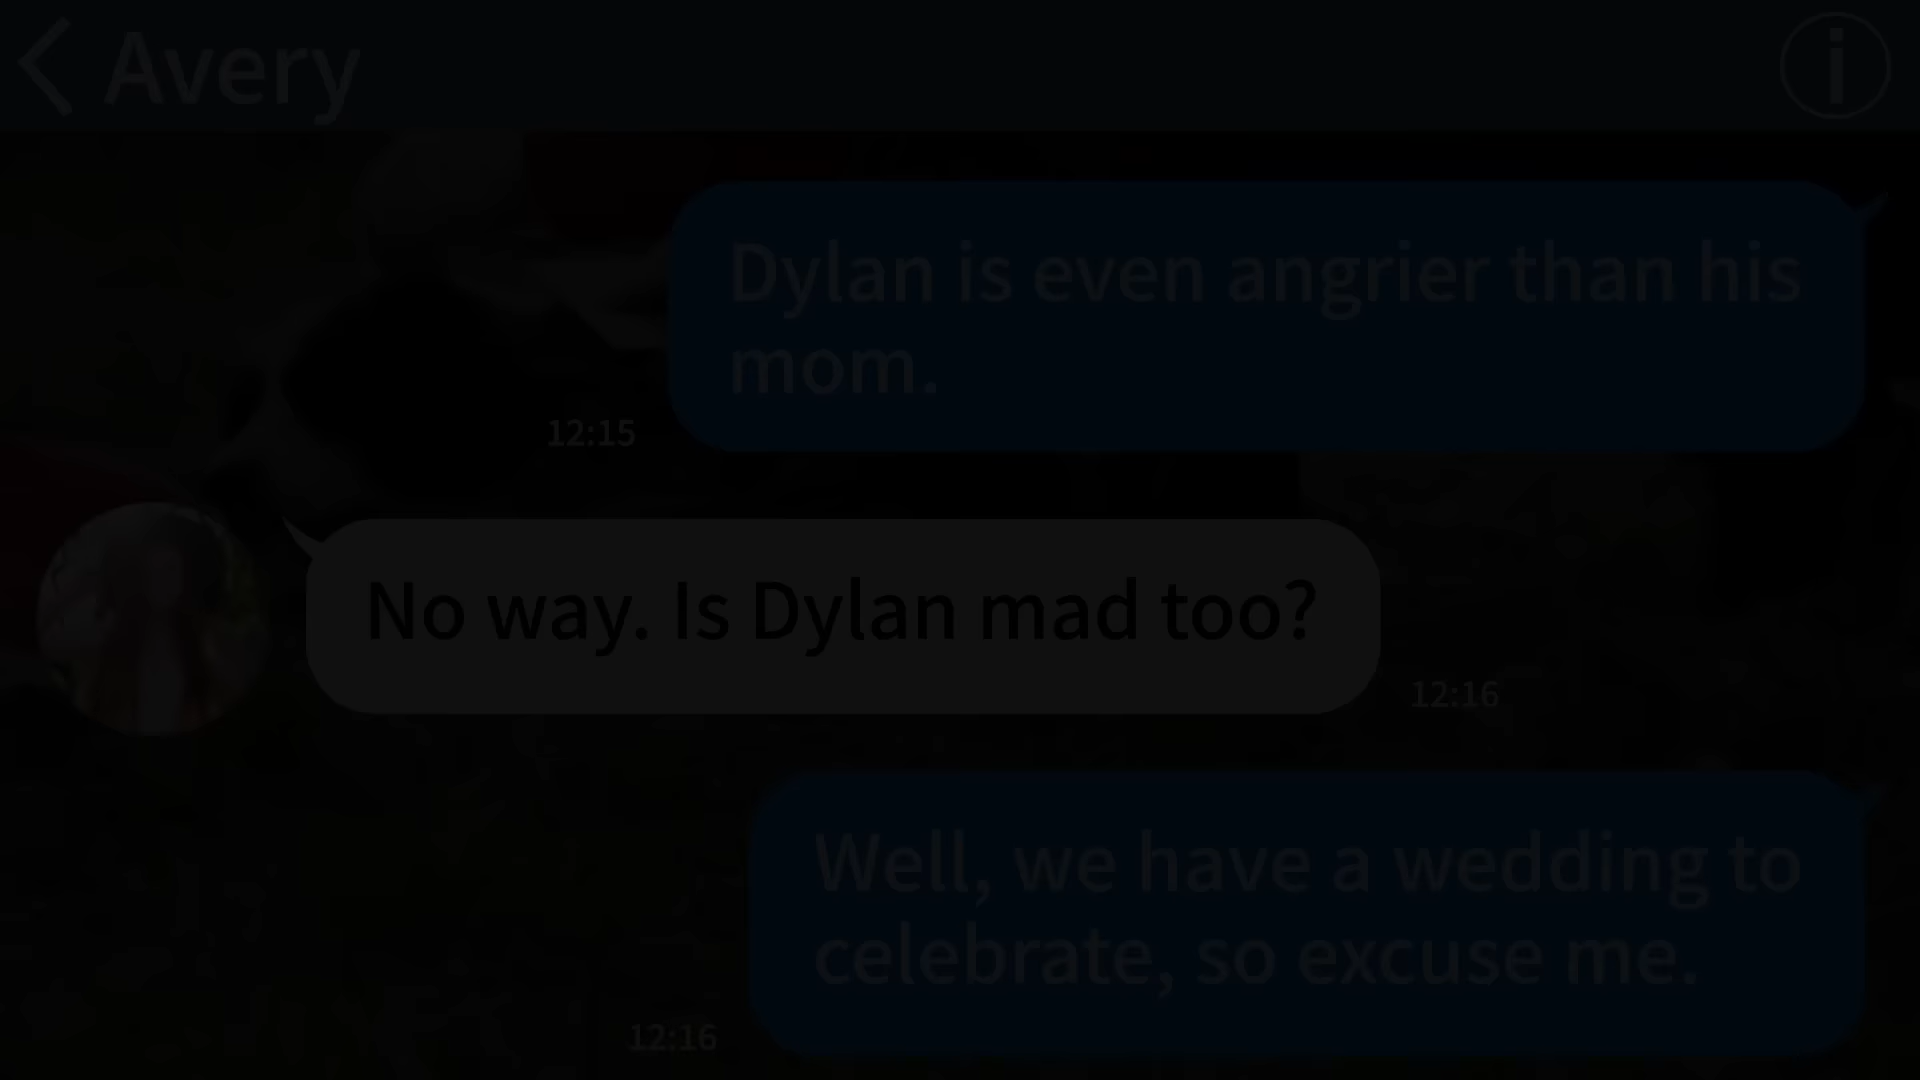 Avery
i
Dylan is even angrier than his
mom.
12:15
No way. Is Dylan mad too?
12:16
Well, we have a wedding to
celebrate, so excuse me.
12:16